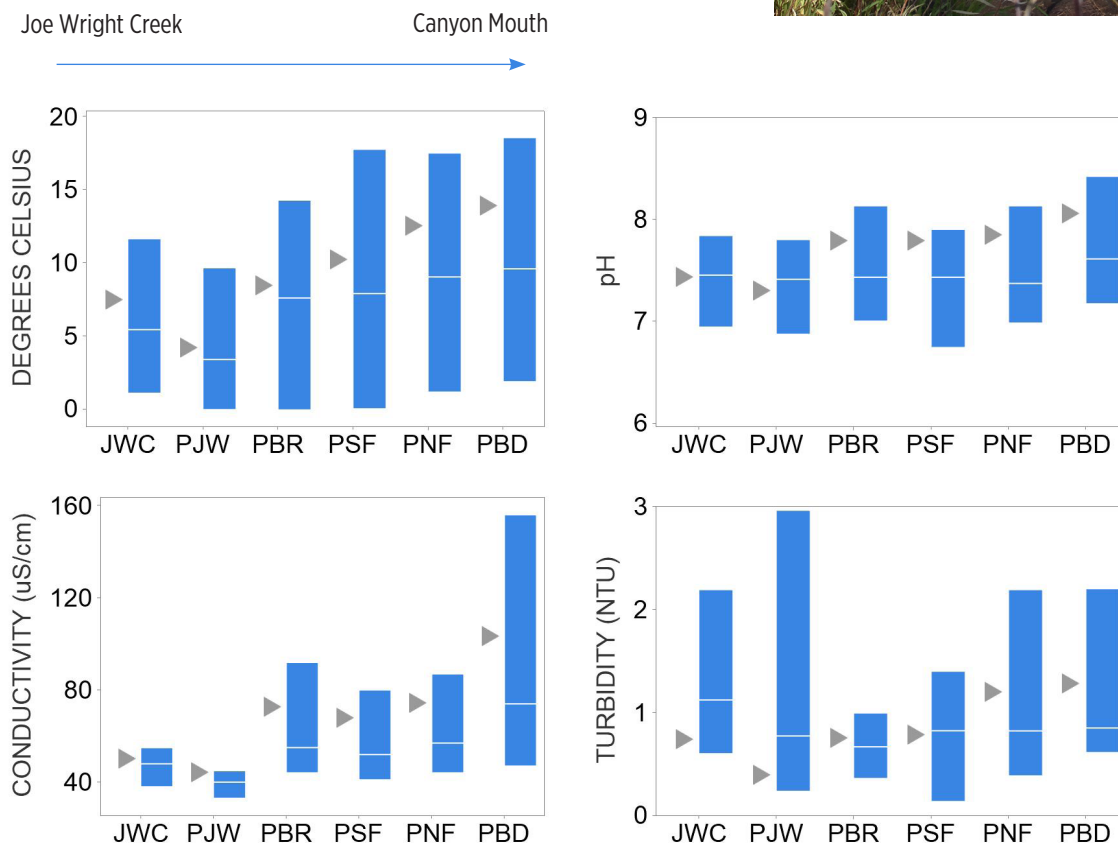 Joe Wright Creek
Canyon Mouth
DEGREES CELSIUS
20
15
10
5
0
JWC PJW PBR PSF PNF PBD
pH
9
8
7
6
JWC PJW PBR PSF PNF PBD
CONDUCTIVITY (uS/cm)
160
120
80
40
JWC PJW PBR PSF PNF PBD
TURBIDITY (NTU)
3
2
1
0
JWC PJW PBR PSF PNF PBD